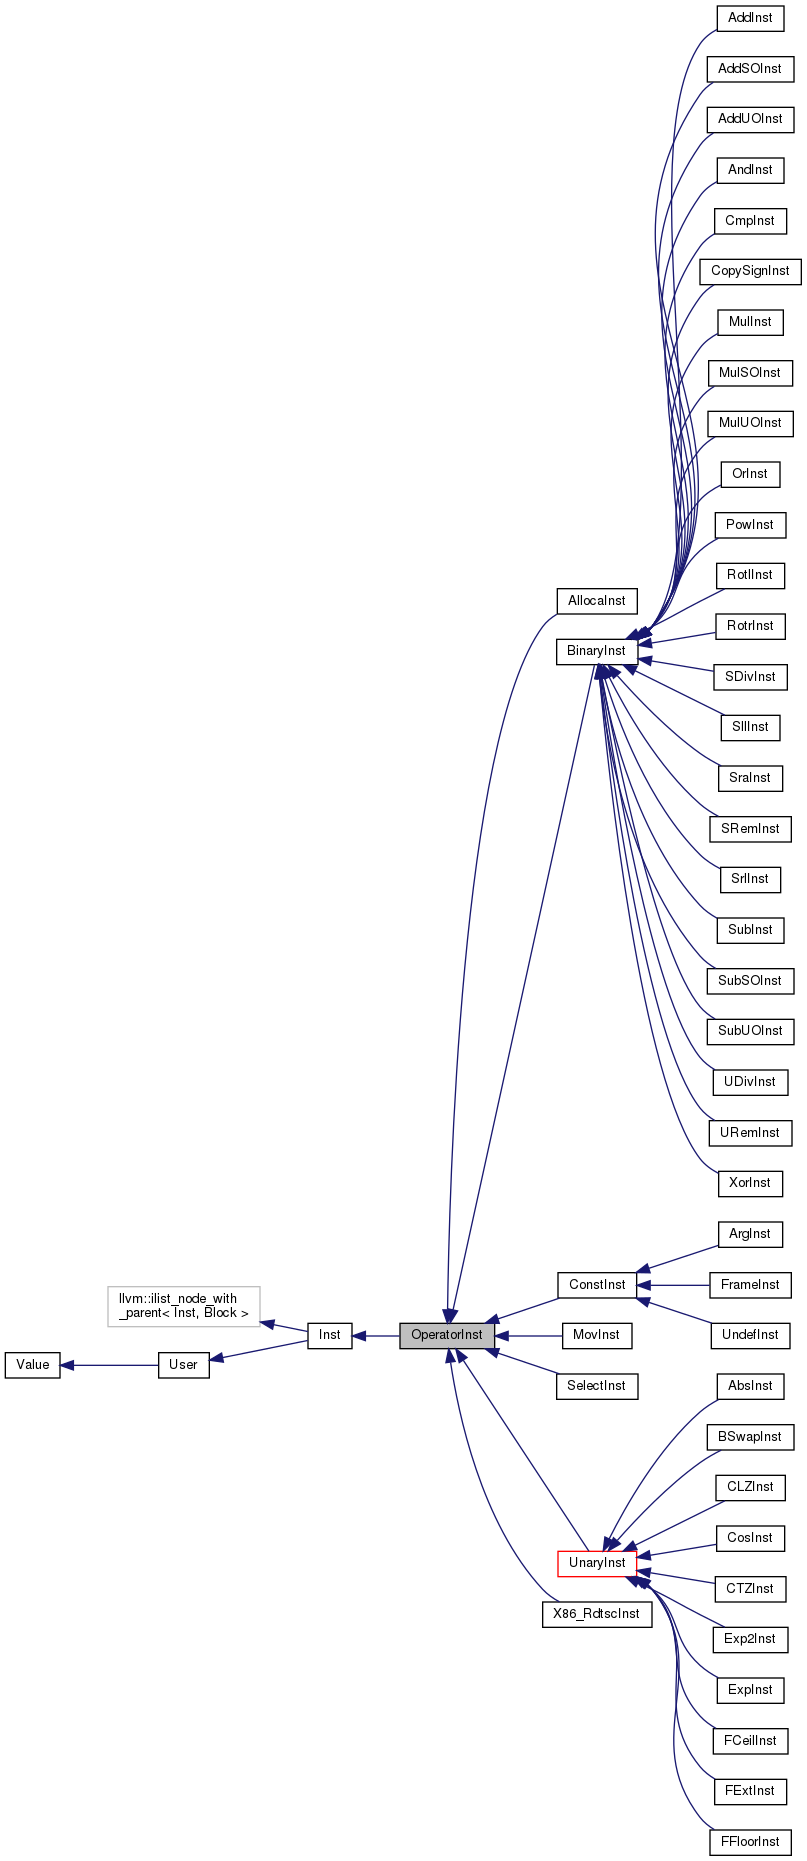 AddInst
AddSOInst
AddUOInst
AndInst
CmpInst
CopySignInst
MulInst
MulSOInst
MulUOInst
OrInst
PowInst
RotlInst
AllocaInst
RotrInst
BinaryInst
SDivInst
SllInst
SraInst
SRemInst
SrlInst
SubInst
SubSOInst
SubUOInst
UDivInst
URemInst
XorInst
ArgInst
ConstInst
FrameInst
llvm::ilist_node_with
_parent< Inst, Block >
Inst
OperatorInst
MovInst
UndefInst
Value
User
SelectInst
AbsInst
BSwapInst
CLZInst
CosInst
UnaryInst
CTZInst
X86_RdtscInst
Exp2Inst
ExpInst
FCeilInst
FExtInst
FFloorInst